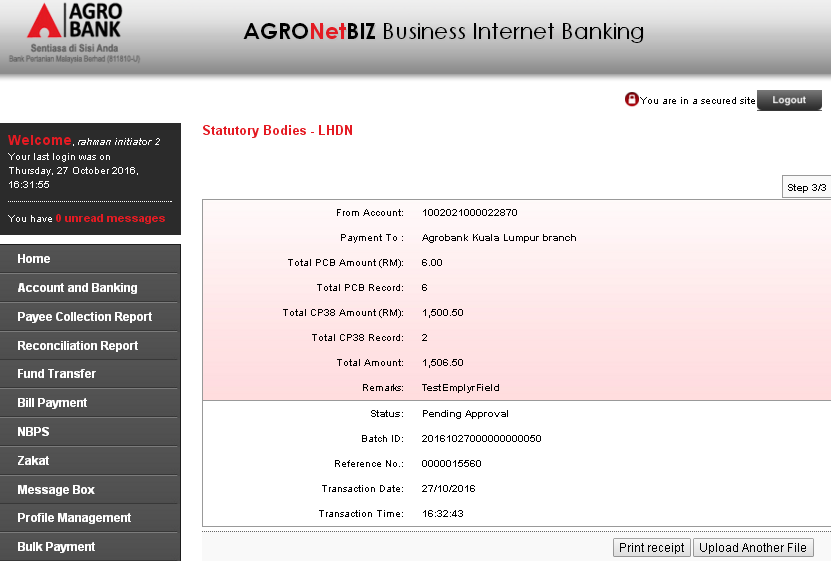 AGRO
BANK
Sentiasa di Sisi Anda
Bank Pertanian Malaysia Berhad (811810-U)
AGRONetBIZ Business Internet Banking
You are in a secured site
Logout
Welcome, rahman initiator 2
Your last login was on
Thursday, 27 October 2016,
16:31:55
You have 0 unread messages
Home
Account and Banking
Payee Collection Report
Reconciliation Report
Fund Transfer
Bill Payment
NBPS
Zakat
Message Box
Profile Management
Bulk Payment
Statutory Bodies - LHDN
Step 3/3
From Account: 1002021000022870
Payment To : Agrobank Kuala Lumpur branch
Total PCB Amount (RM): 6.00
Total PCB Record: 6
Total CP38 Amount (RM): 1,500.50
Total CP38 Record: 2
Total Amount: 1,506.50
Remarks: TestEmplyrField
Status: Pending Approval
Batch ID: 20161027000000000050
Reference No.: 0000015560
Transaction Date: 27/10/2016
Transaction Time: 16:32:43
Print receipt
Upload Another File